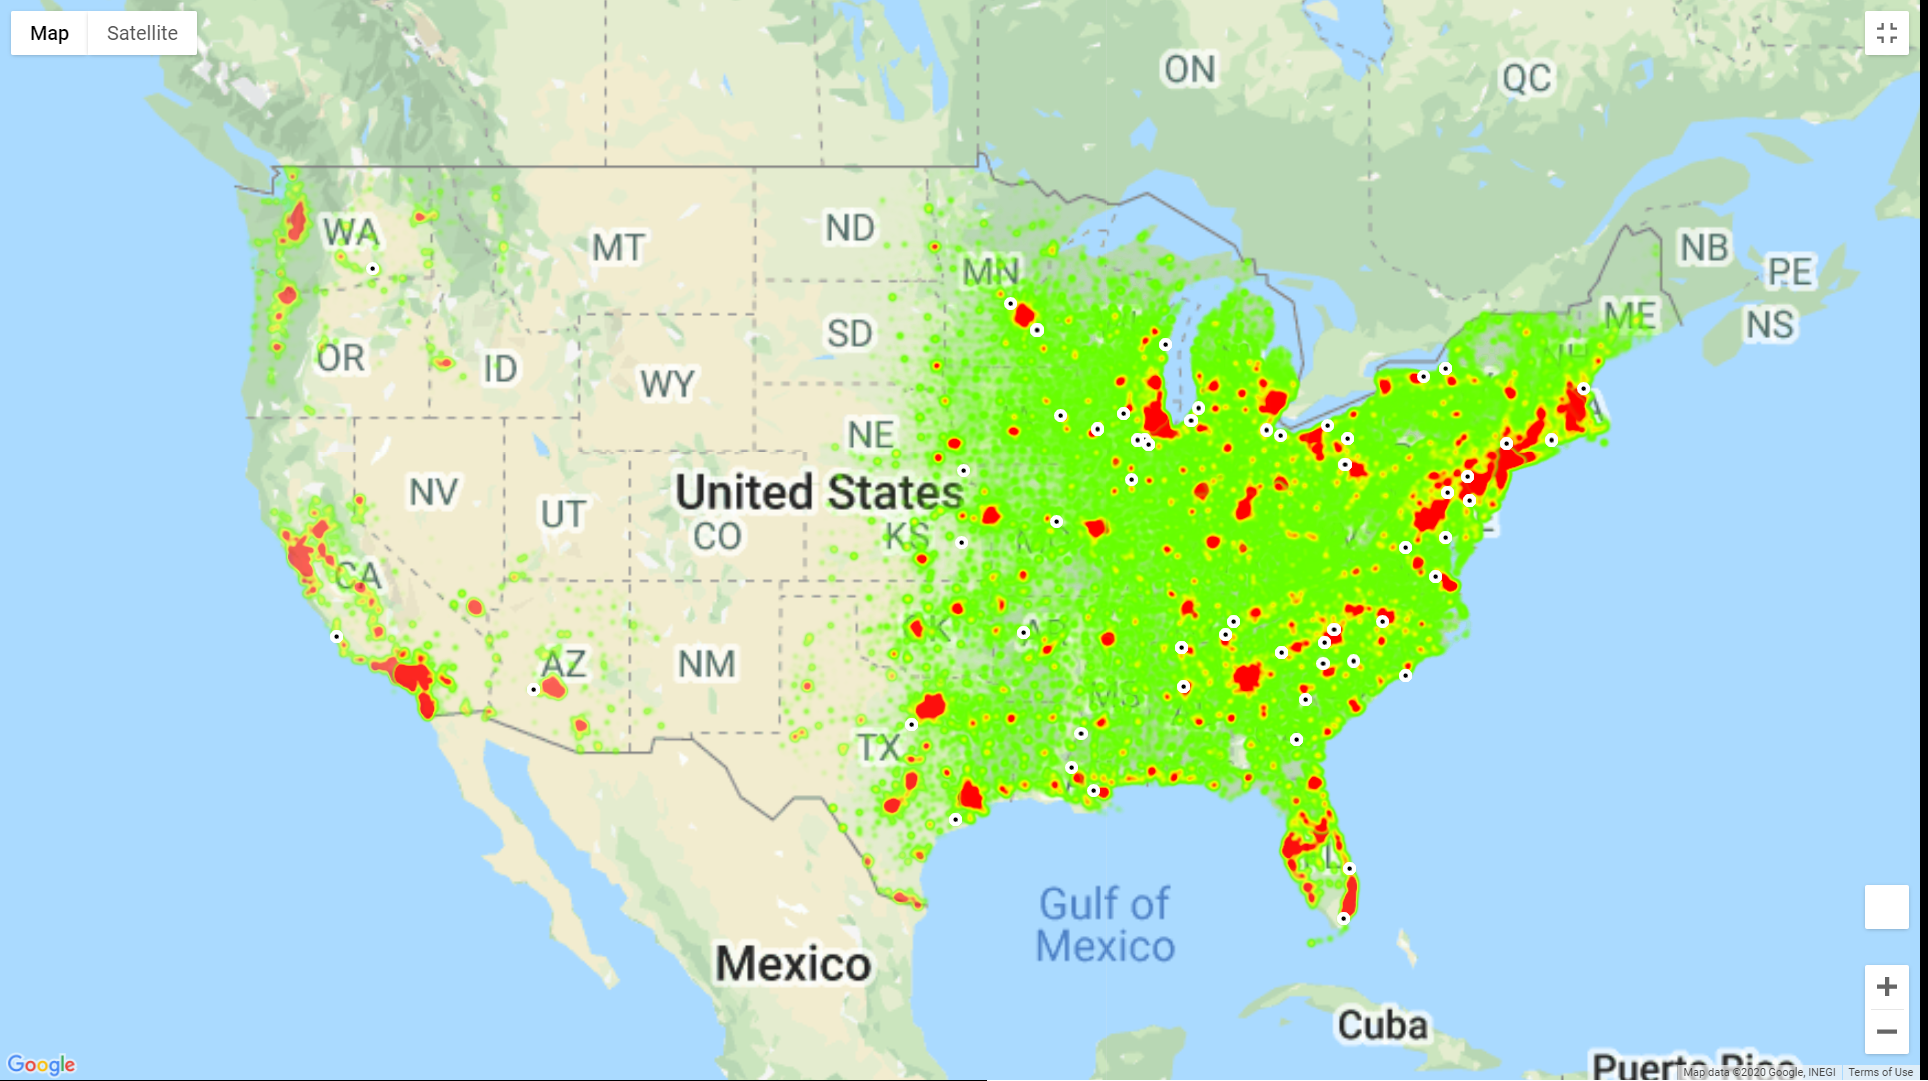 Map Satellite
ON
QC
WA
MT
ND
MN
NB
PE
ME
NS
OR
ID
SD
WY
NE
NV
UT
United States
CO
KS
CA
AZ
NM
OK
AR
MS
TX
Gulf of
Mexico
Mexico
Cuba
Puerto Rico
Google
Map data ©2020 Google, INEGI Terms of Use